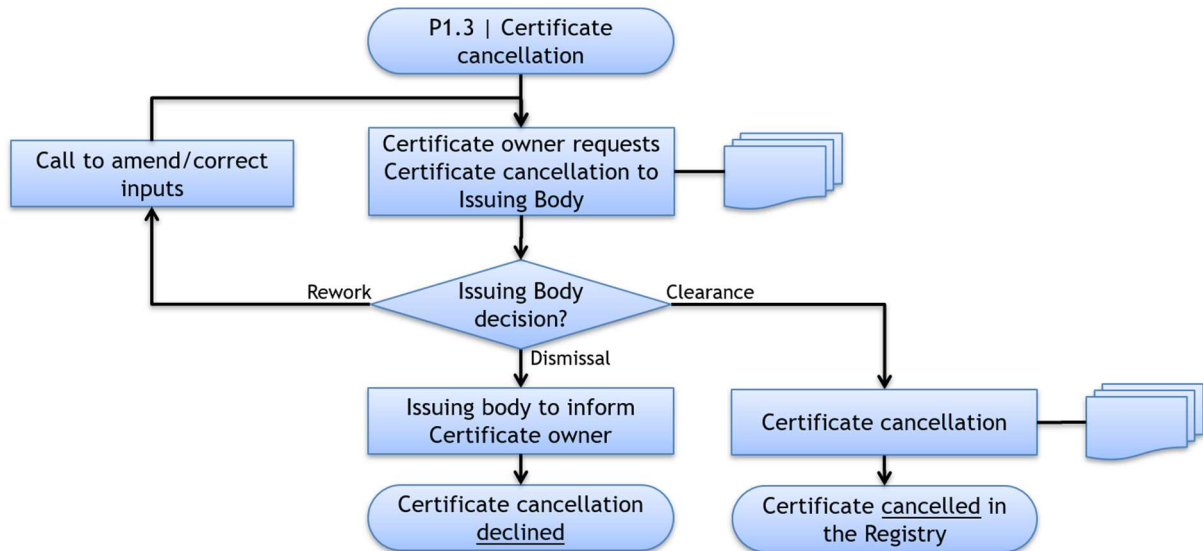 P1.3 | Certificate
cancellation
Call to amend/correct
inputs
Certificate owner requests
Certificate cancellation to
Issuing Body
Rework
Issuing Body
decision?
Clearance
Dismissal
Issuing body to inform
Certificate owner
Certificate cancellation
Certificate cancellation
declined
Certificate cancelled in
the Registry